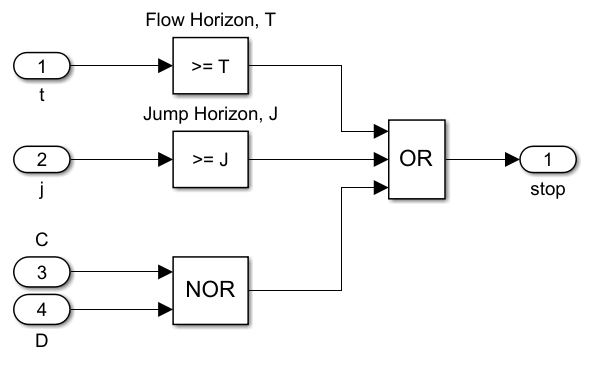 Flow Horizon, T
1
>= T
t
Jump Horizon, J
2
>= J
OR
1
j
stop
C
3
NOR
4
D